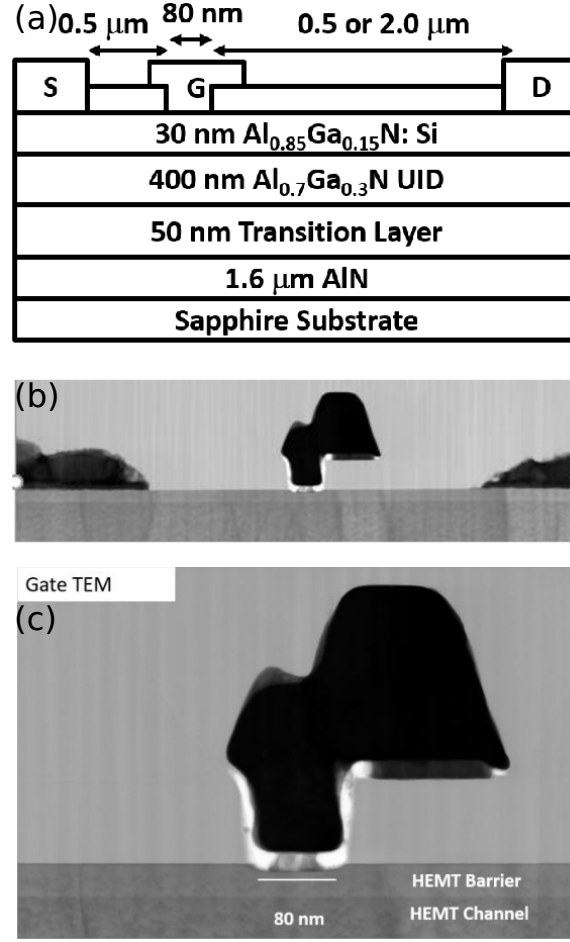 (a)
80 nm
0.5 μm
0.5 or 2.0 μm
S
G
D
30 nm Al₀.₈₅Ga₀.₁₅N: Si
400 nm Al₀.₇Ga₀.₃N UID
50 nm Transition Layer
1.6 μm AlN
Sapphire Substrate
(b)
Gate TEM
(c)
HEMT Barrier
80 nm
HEMT Channel